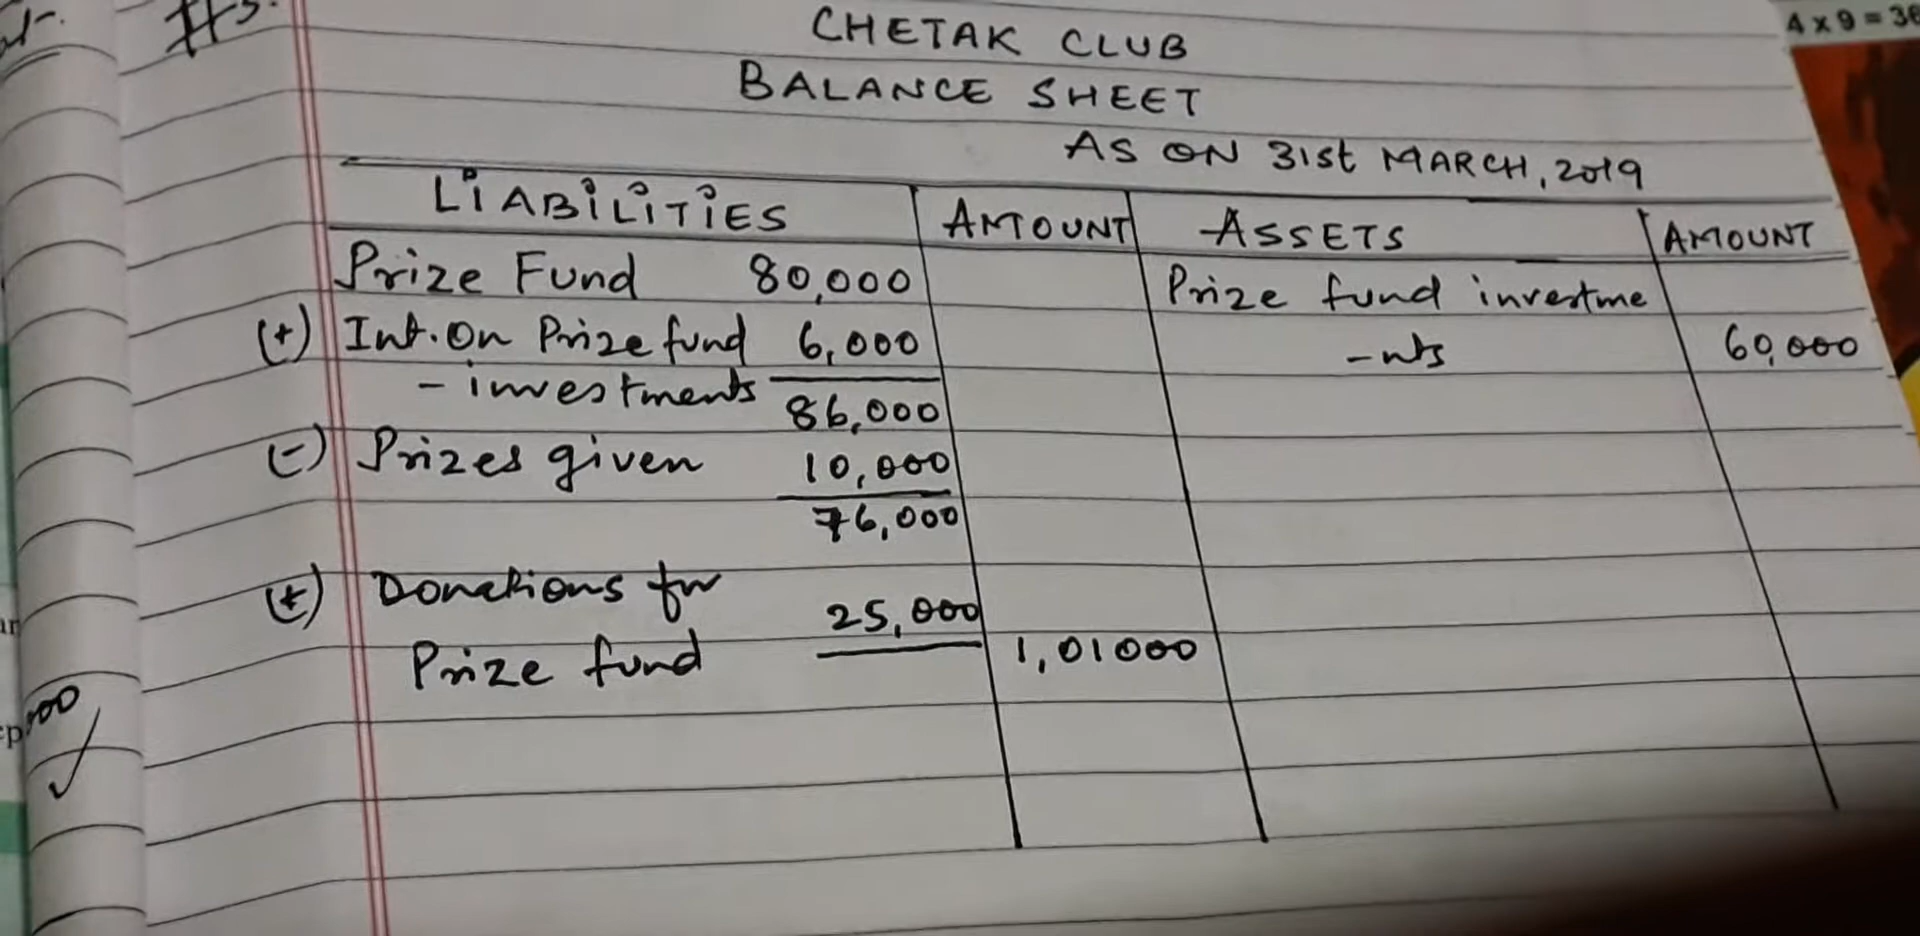 #3.
4 x 9 = 36
CHETAK CLUB
BALANCE SHEET
AS ON 31st MARCH, 2019
LIABILITIES AMOUNT ASSETS AMOUNT
Prize Fund 80,000 Prize fund investme
(+) Int. On Prize fund 6,000 -nts 60,000
- investments 86,000
(-) Prizes given 10,000
76,000
(+) Donations for 25,000
Prize fund 1,01000